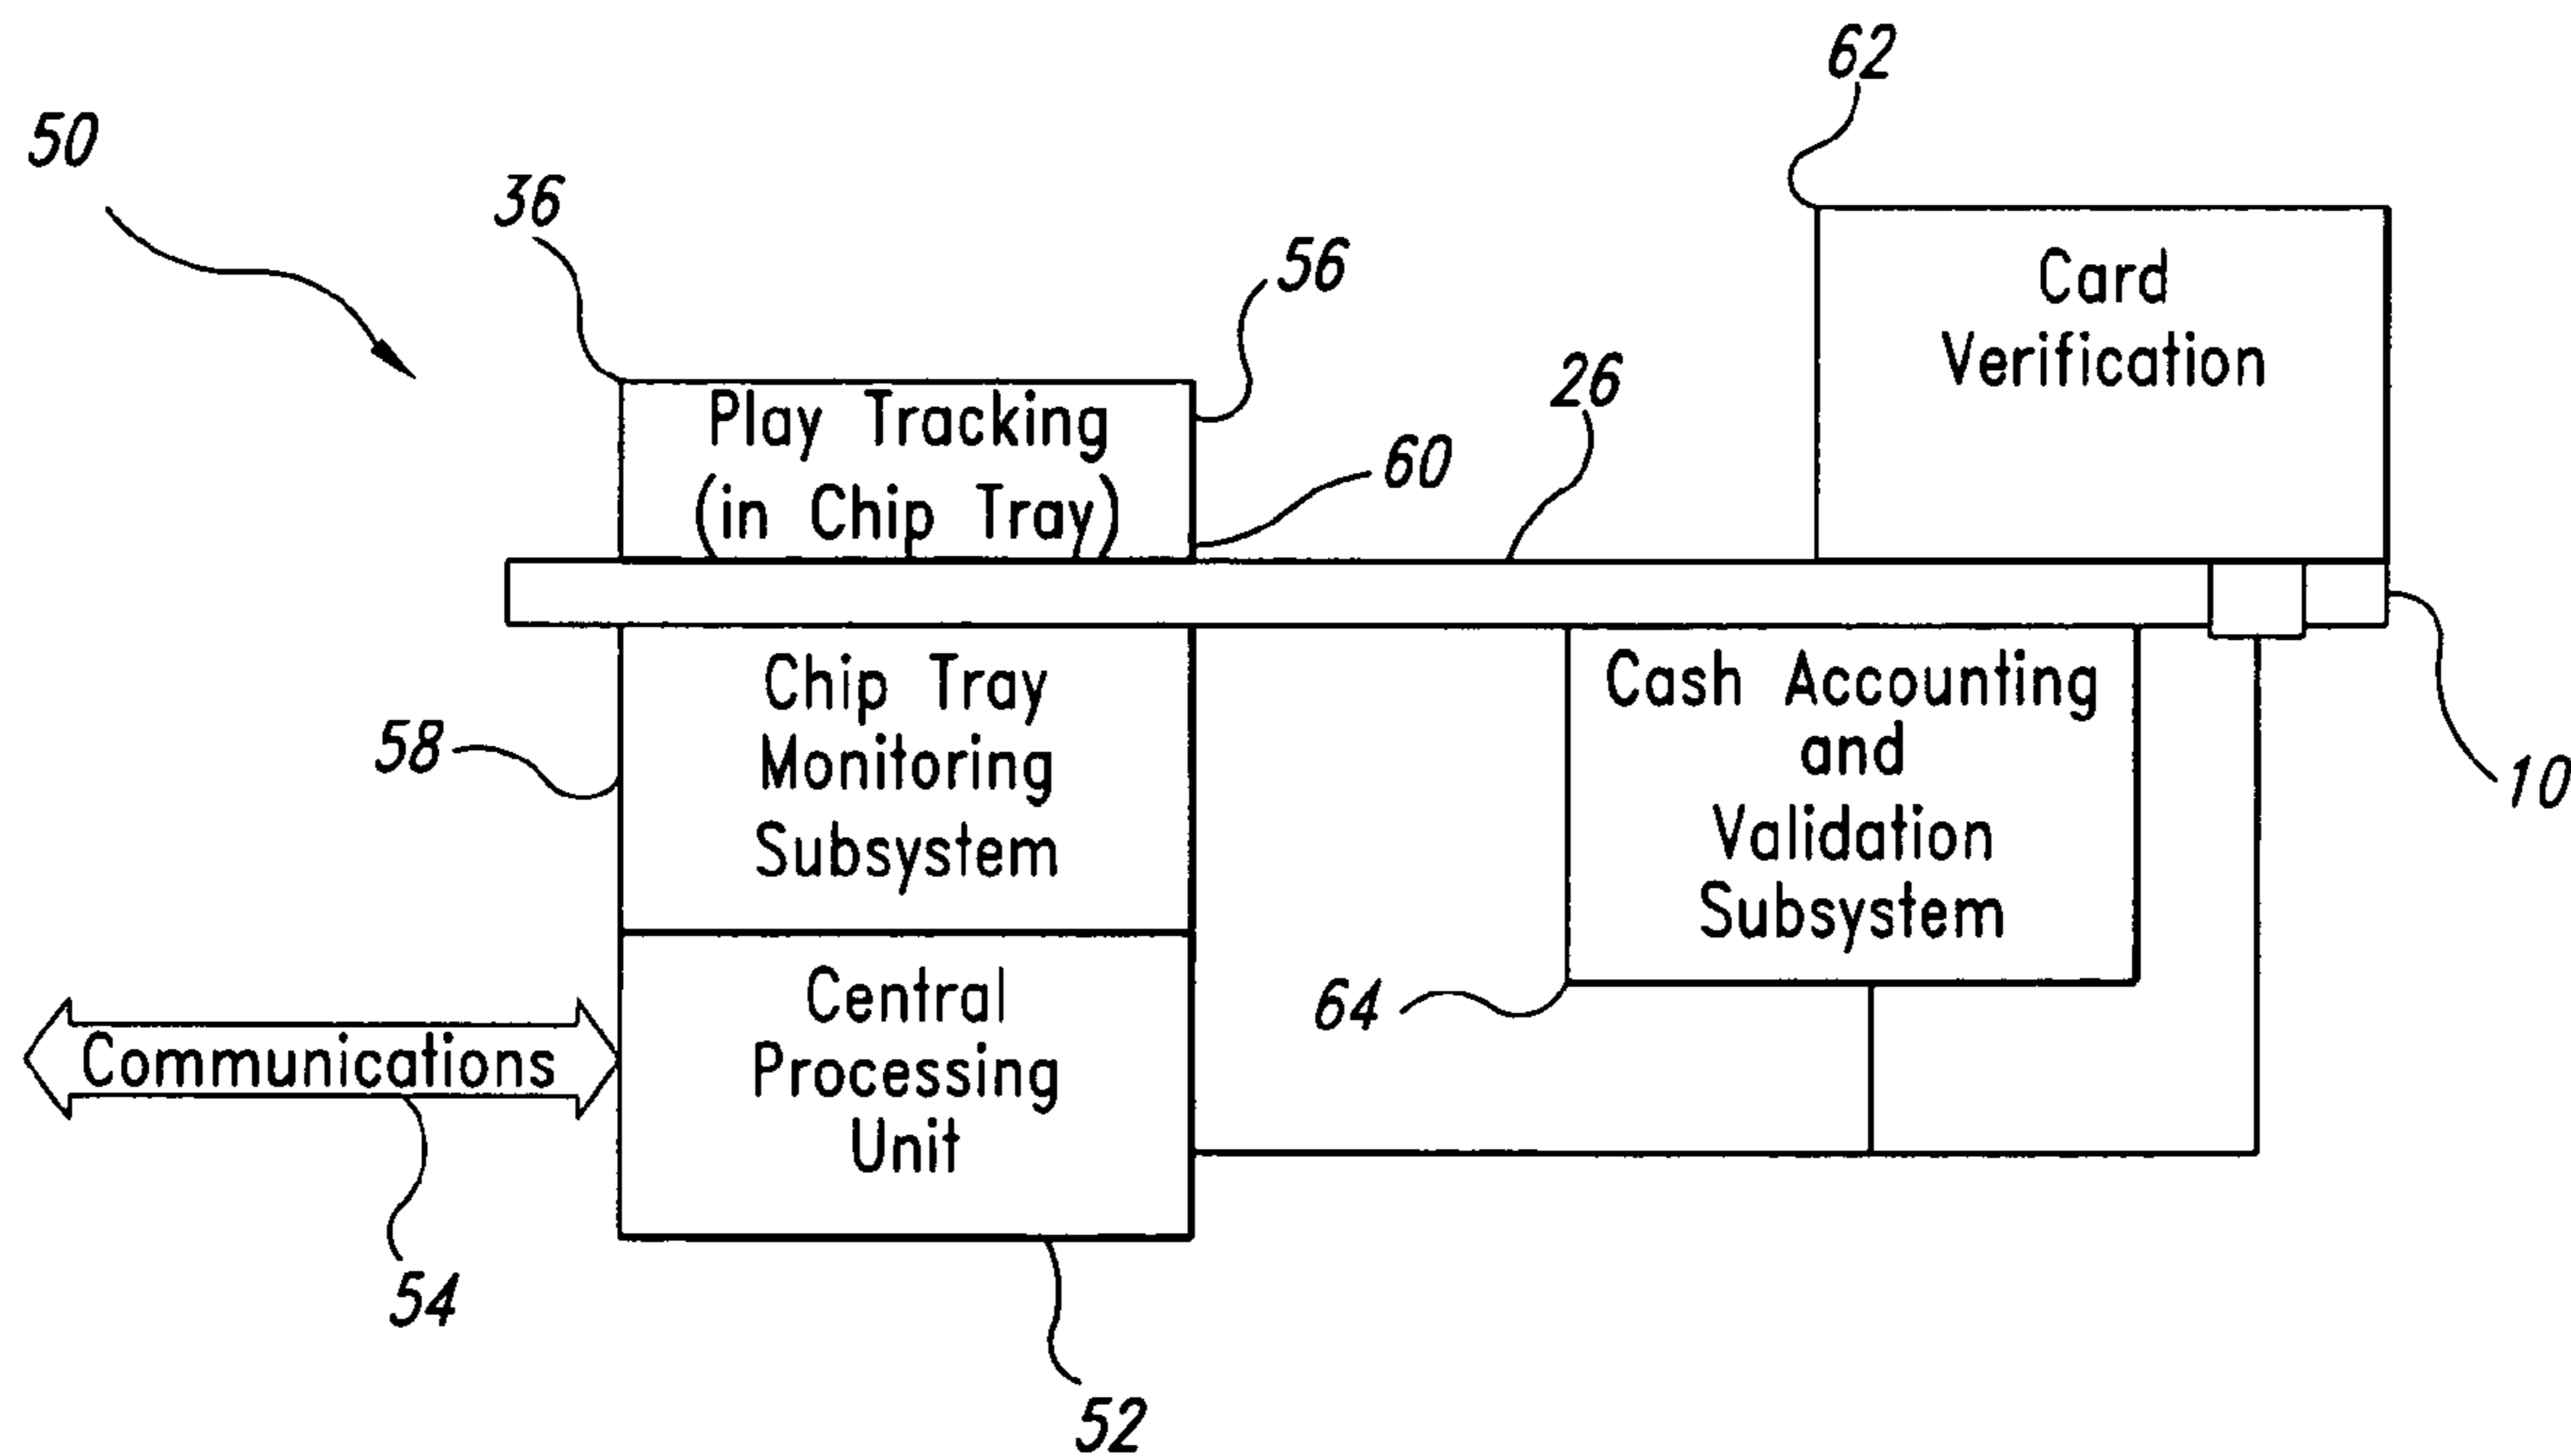 62
50
36
56
Card
Verification
26
Play Tracking
(in Chip Tray)
60
Chip Tray
Monitoring
Subsystem
58
Cash Accounting
and
Validation
Subsystem
10
Central
Processing
Unit
64
Communications
54
52